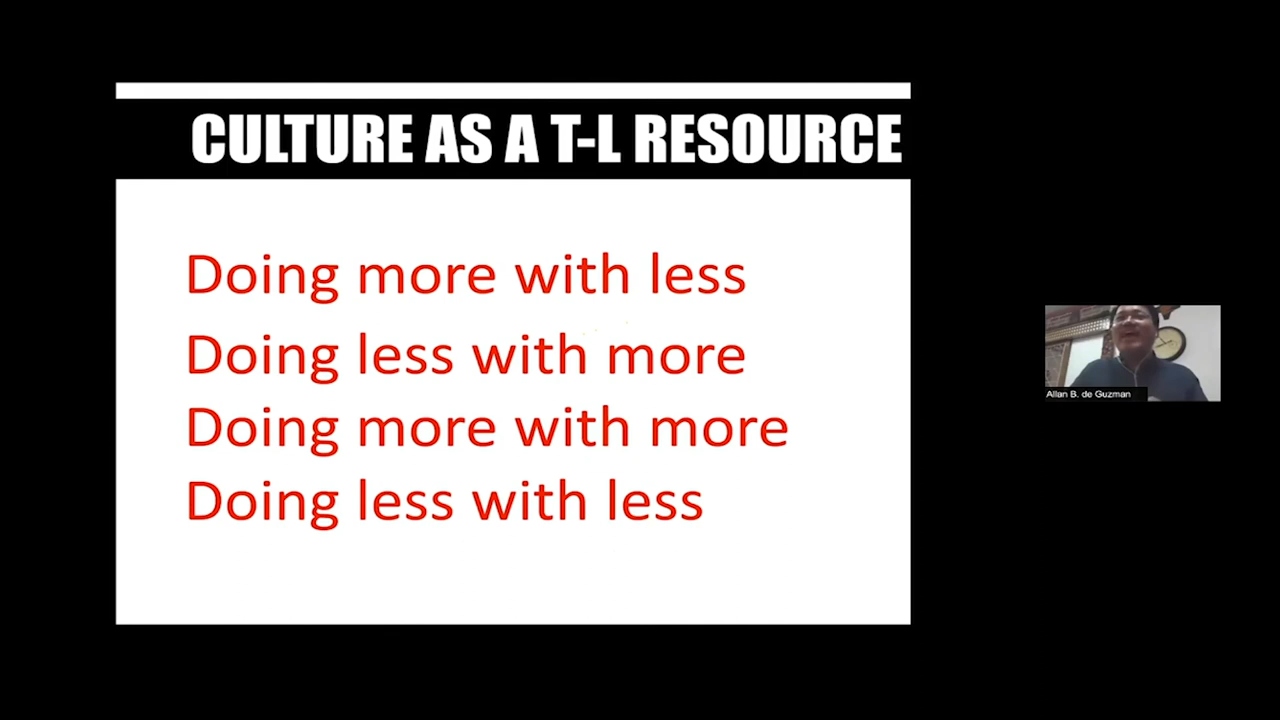 CULTURE AS A T-L RESOURCE
Doing more with less
Doing less with more
Doing more with more
Doing less with less
Allan B. de Guzman